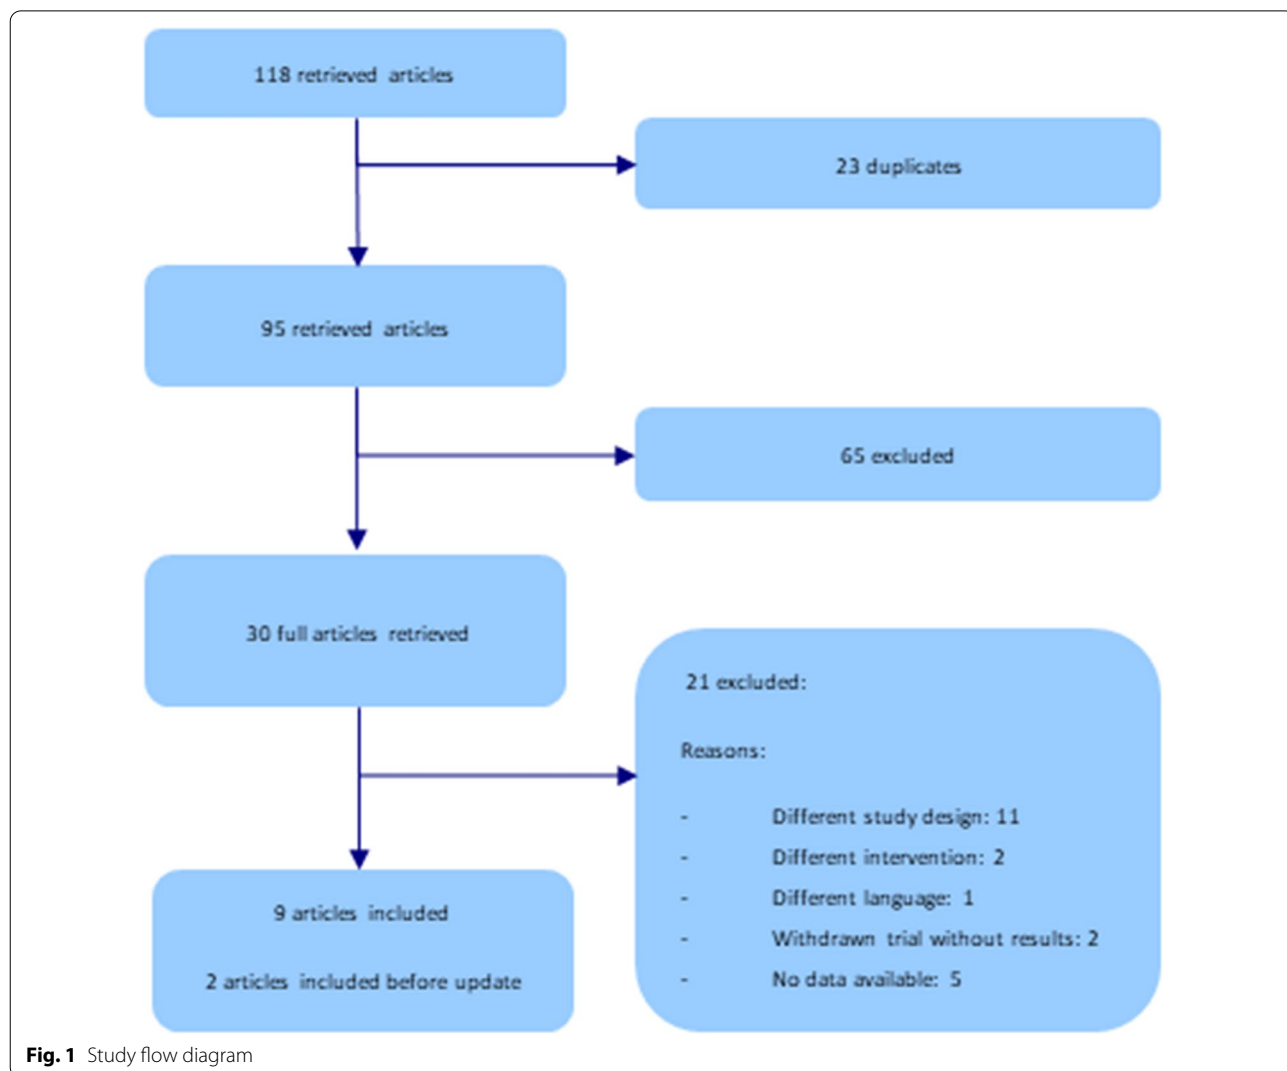 118 retrieved articles
23 duplicates
95 retrieved articles
65 excluded
30 full articles retrieved
21 excluded:
Reasons:
- Different study design: 11
- Different intervention: 2
- Different language: 1
- Withdrawn trial without results: 2
- No data available: 5
9 articles included
2 articles included before update
Fig. 1 Study flow diagram